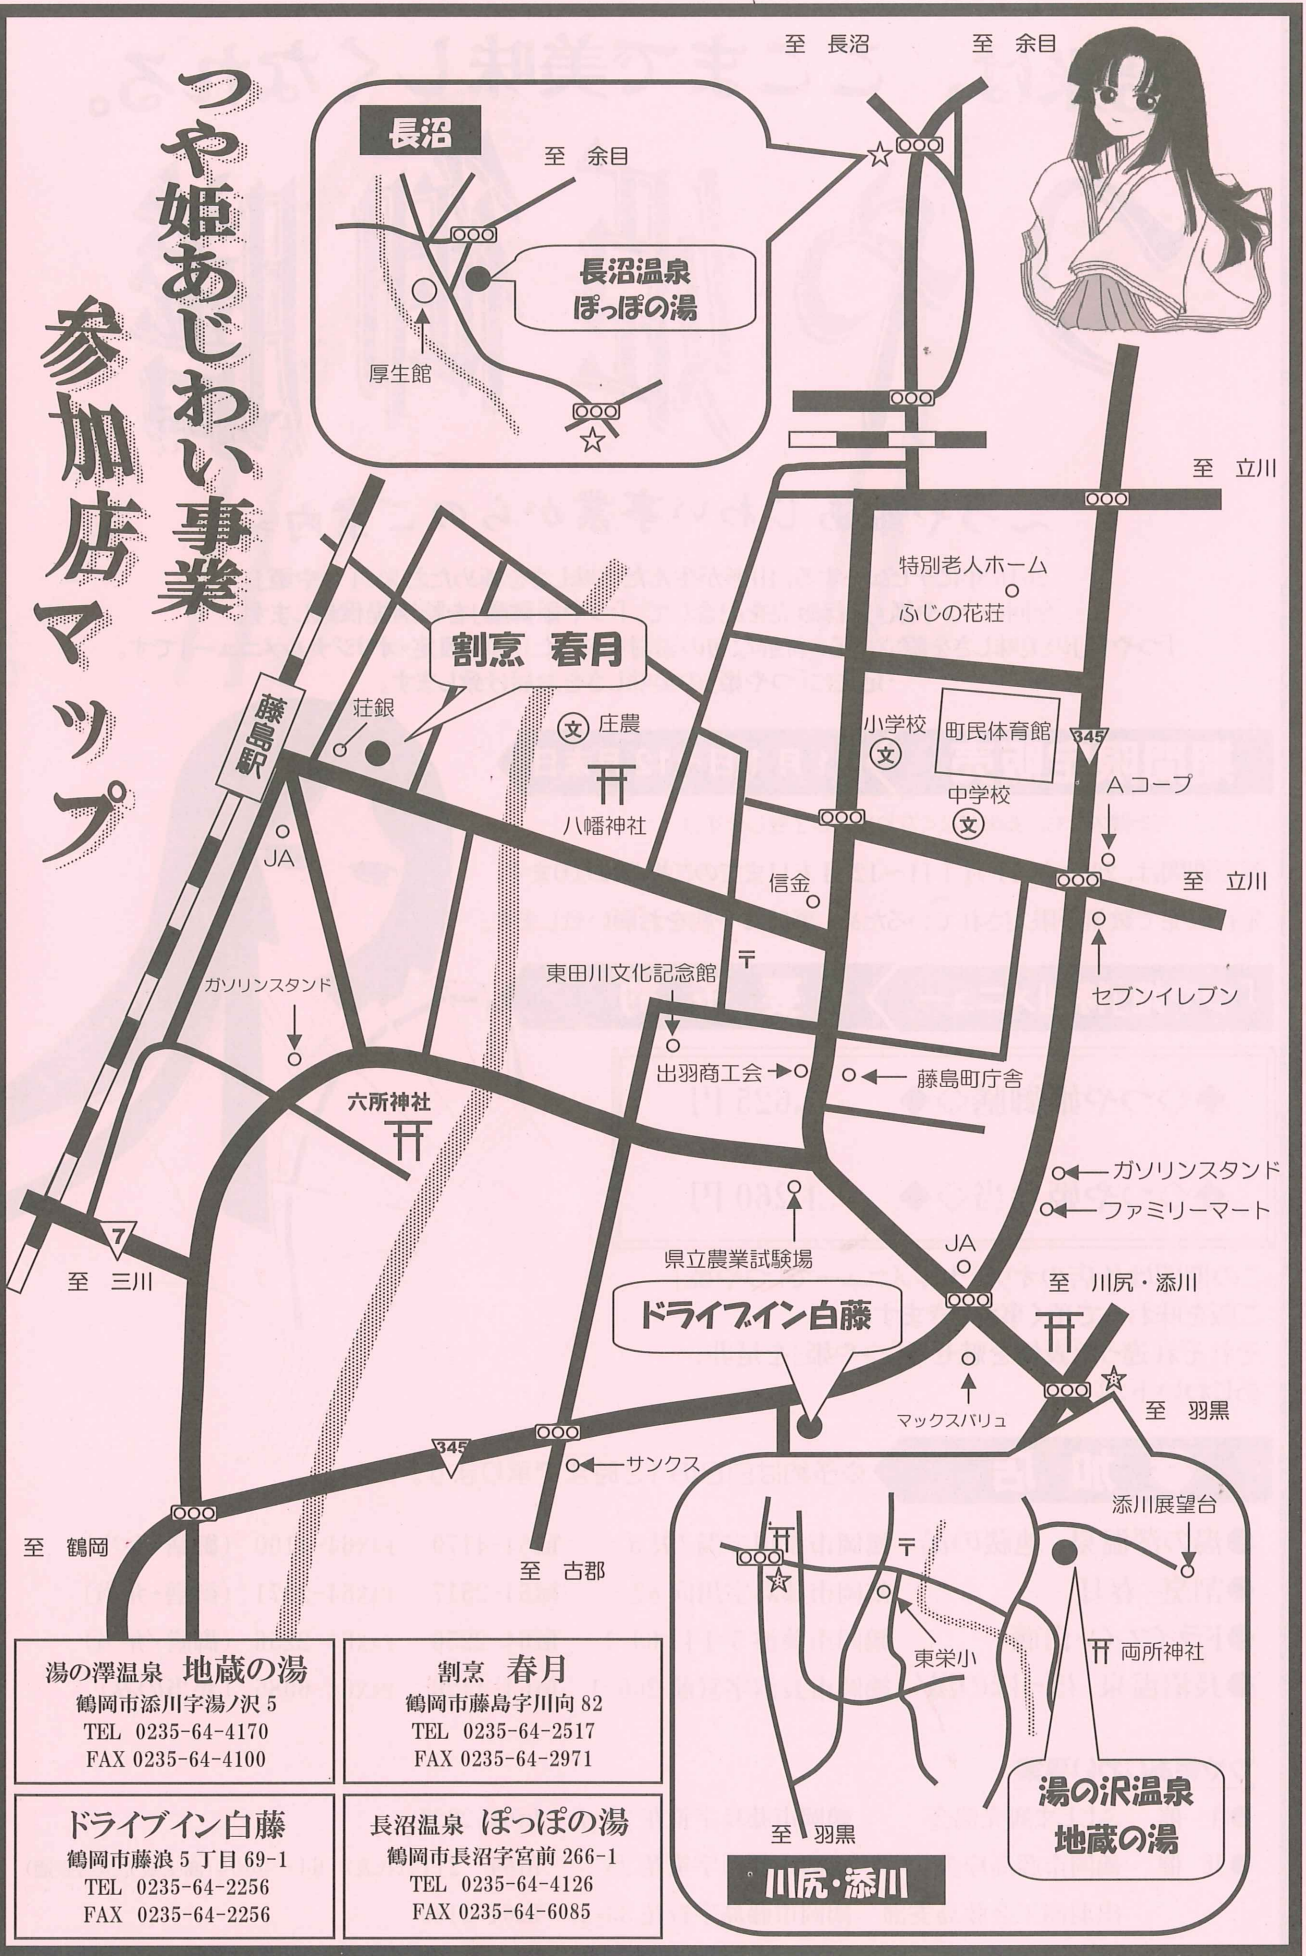 つや姫あじわい事業
参加店マップ
至 長沼
至 余目
長沼
至 余目
長沼温泉
ぽっぽの湯
厚生館
至 立川
特別老人ホーム
ふじの花荘
割烹 春月
荘銀
藤島駅
文 庄農
八幡神社
小学校
文
町民体育館
345
中学校
文
Aコープ
至 立川
JA
信金
〒
セブンイレブン
東田川文化記念館
ガソリンスタンド
出羽商工会
藤島町庁舎
六所神社
ガソリンスタンド
ファミリーマート
県立農業試験場
JA
7
至 三川
至 川尻・添川
ドライブイン白藤
マックスバリュ
至 羽黒
345
サンクス
至 鶴岡
至 古郡
添川展望台
〒
東栄小
両所神社
湯の沢温泉
地蔵の湯
至 羽黒
川尻・添川
湯の澤温泉 地蔵の湯
鶴岡市添川字湯ノ沢 5
TEL 0235-64-4170
FAX 0235-64-4100
割烹 春月
鶴岡市藤島字川向 82
TEL 0235-64-2517
FAX 0235-64-2971
ドライブイン白藤
鶴岡市藤浪 5 丁目 69-1
TEL 0235-64-2256
FAX 0235-64-2256
長沼温泉 ぽっぽの湯
鶴岡市長沼字宮前 266-1
TEL 0235-64-4126
FAX 0235-64-6085